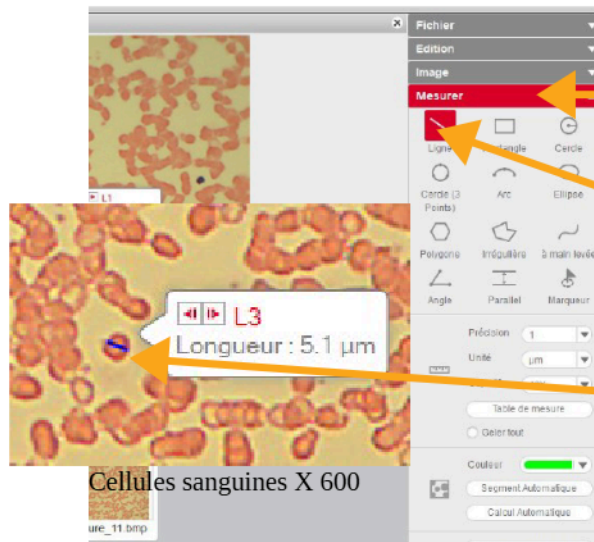 Fichier
Edition
Image
Mesurer
Ligne
Rectangle
Cercle
Cercle (3 Points)
Arc
Ellipse
Polygone
Irrégulière
à main levée
Angle
Parallel
Marqueur
L1
L3
Longueur : 5.1 µm
Précision 1
Unité µm
Table de mesure
Geler tout
Couleur
Segment Automatique
Calcul Automatique
Cellules sanguines X 600
ure_11.bmp